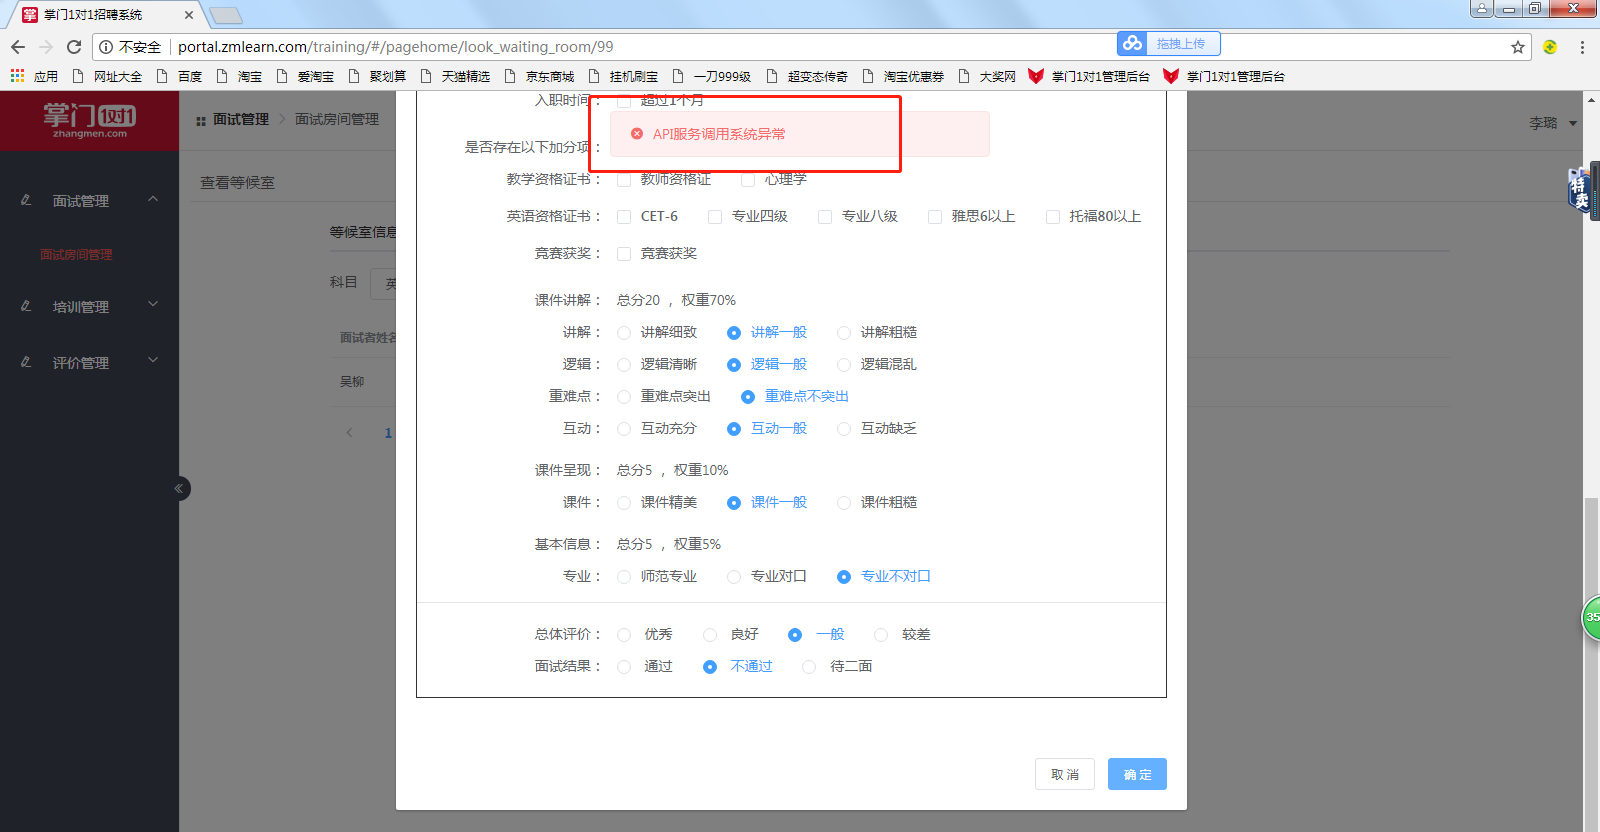 掌门1对1招聘系统
不安全 portal.zmlearn.com/training/#/pagehome/look_waiting_room/99
拖拽上传
应用 网址大全 百度 淘宝 爱淘宝 聚划算 天猫精选 京东商城 挂机刷宝 一刀999级 超变态传奇 淘宝优惠券 大奖网 掌门1对1管理后台 掌门1对1管理后台
掌门1对1
zhangmen.com
面试管理 > 面试房间管理
李璐
面试管理
面试房间管理
培训管理
评价管理
查看等候室
等候室信息
科目 英
面试者姓名
吴柳
1
入职时间： 超过1个月
API服务调用系统异常
是否存在以下加分项：
教学资格证书： 教师资格证 心理学
英语资格证书： CET-6 专业四级 专业八级 雅思6以上 托福80以上
竞赛获奖： 竞赛获奖
课件讲解： 总分20 ，权重70%
讲解： 讲解细致 讲解一般 讲解粗糙
逻辑： 逻辑清晰 逻辑一般 逻辑混乱
重难点： 重难点突出 重难点不突出
互动： 互动充分 互动一般 互动缺乏
课件呈现： 总分5 ，权重10%
课件： 课件精美 课件一般 课件粗糙
基本信息： 总分5 ，权重5%
专业： 师范专业 专业对口 专业不对口
总体评价： 优秀 良好 一般 较差
面试结果： 通过 不通过 待二面
取消 确定
特卖
35